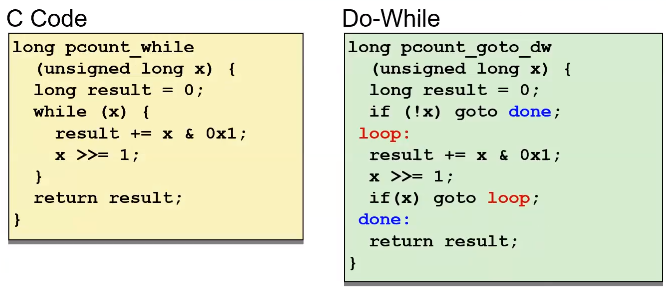 C Code
long pcount_while
  (unsigned long x) {
  long result = 0;
  while (x) {
    result += x & 0x1;
    x >>= 1;
  }
  return result;
}
Do-While
long pcount_goto_dw
  (unsigned long x) {
  long result = 0;
  if (!x) goto done;
 loop:
  result += x & 0x1;
  x >>= 1;
  if(x) goto loop;
 done:
  return result;
}